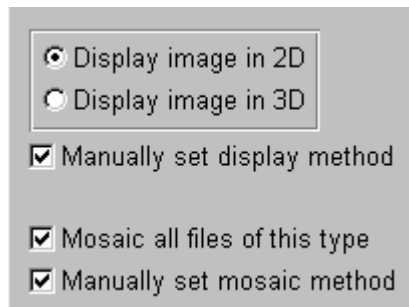 Display image in 2D
Display image in 3D
Manually set display method
Mosaic all files of this type
Manually set mosaic method